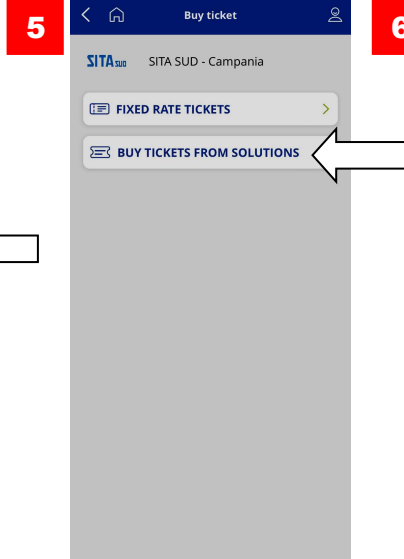 5
Buy ticket
6
SITA SUD SITA SUD - Campania
FIXED RATE TICKETS
BUY TICKETS FROM SOLUTIONS